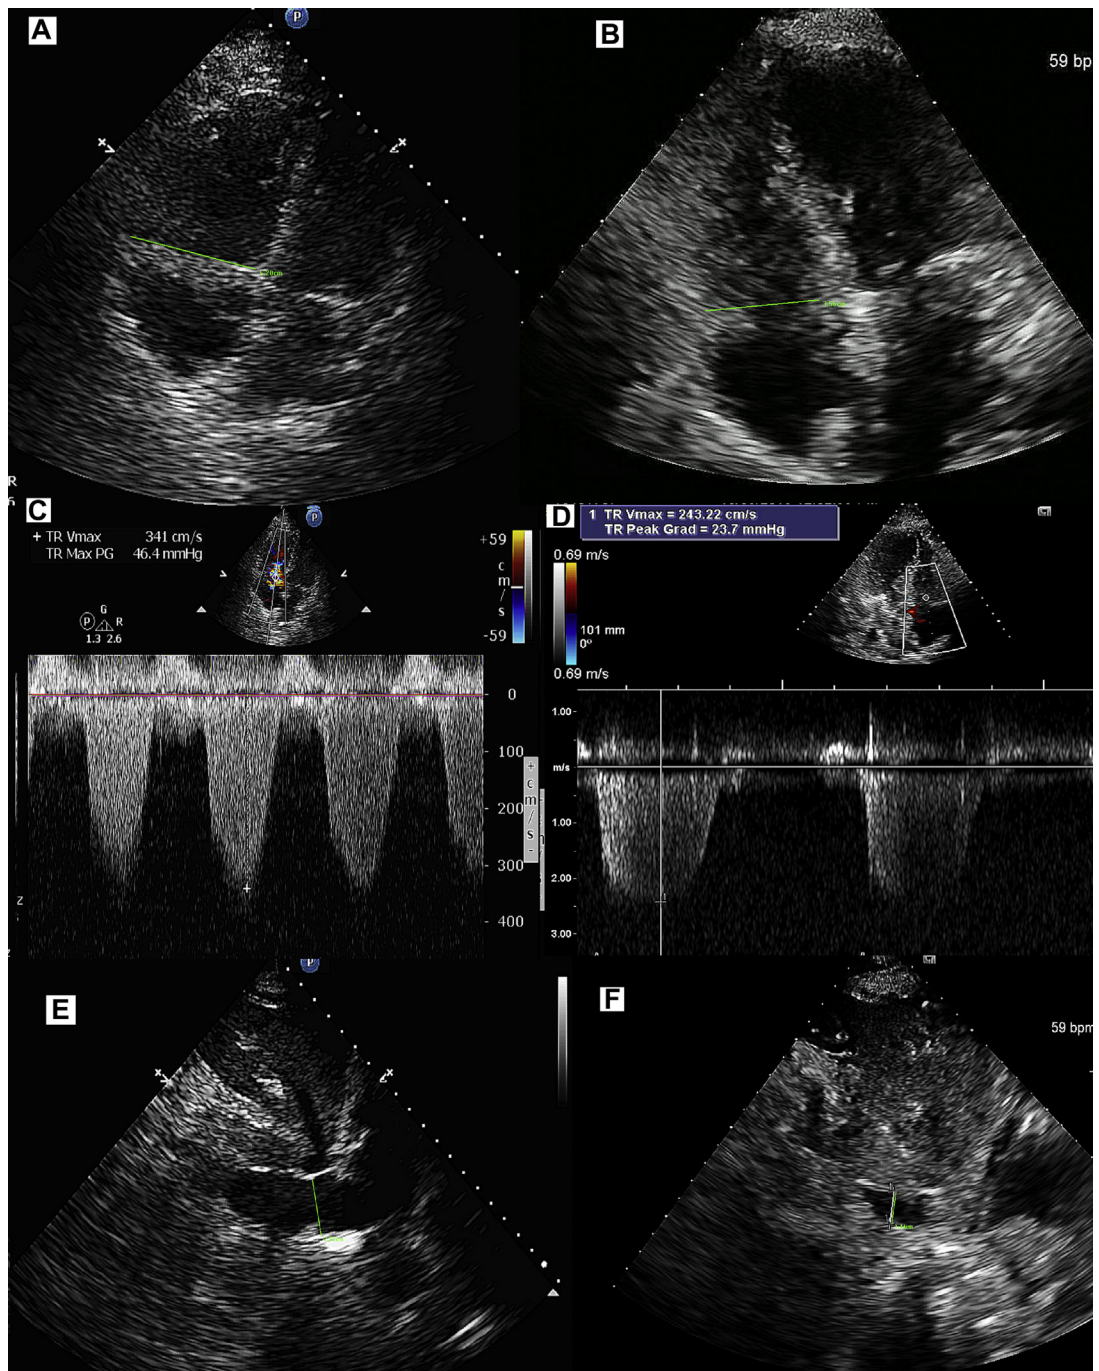 A
P
B
59 bp
R
6
C
P
+ TR Vmax 341 cm/s
TR Max PG 46.4 mmHg
G
P R
1.3 2.6
+59
c
m
/
s
-59
0
100
200
300
400
+
c
m
/
s
-
z
D
1 TR Vmax = 243.22 cm/s
TR Peak Grad = 23.7 mmHg
0.69 m/s
101 mm
0º
0.69 m/s
1.00
m/s
1.00
2.00
3.00
E
P
F
59 bpm